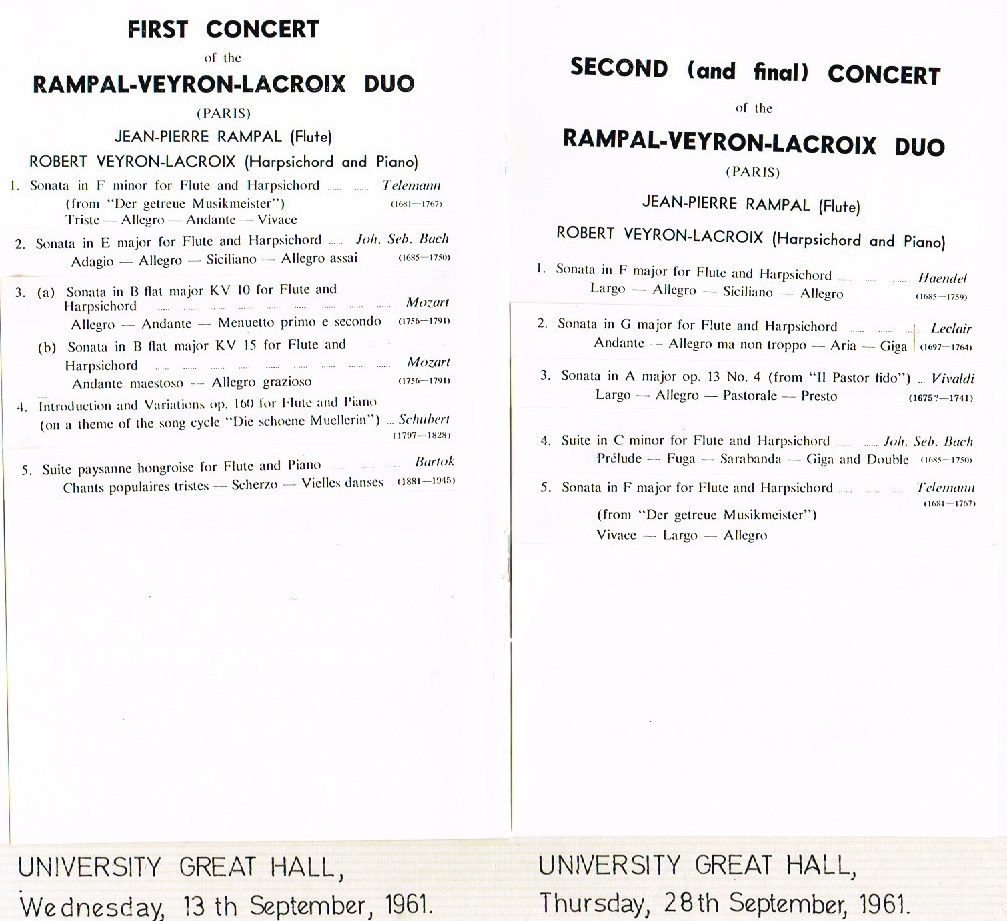 FIRST CONCERT
of the
RAMPAL-VEYRON-LACROIX DUO
(PARIS)
JEAN-PIERRE RAMPAL (Flute)
ROBERT VEYRON-LACROIX (Harpsichord and Piano)
1. Sonata in F minor for Flute and Harpsichord ..... ..... Telemann
(from "Der getreue Musikmeister") (1681—1767)
Triste — Allegro — Andante — Vivace
2. Sonata in E major for Flute and Harpsichord ..... Joh. Seb. Bach
Adagio — Allegro — Siciliano — Allegro assai (1685—1750)
3. (a) Sonata in B flat major KV 10 for Flute and
Harpsichord ..... ..... ..... ..... ..... ..... ..... Mozart
Allegro — Andante — Menuetto primo e secondo (1756—1791)
(b) Sonata in B flat major KV 15 for Flute and
Harpsichord ..... ..... ..... ..... ..... ..... ..... Mozart
Andante maestoso — Allegro grazioso (1756—1791)
4. Introduction and Variations op. 160 for Flute and Piano
(on a theme of the song cycle "Die schoene Muellerin") ... Schubert
(1797—1828)
5. Suite paysanne hongroise for Flute and Piano ..... ..... Bartok
Chants populaires tristes — Scherzo — Vielles danses (1881—1945)
UNIVERSITY GREAT HALL,
Wednesday, 13 th September, 1961.
SECOND (and final) CONCERT
of the
RAMPAL-VEYRON-LACROIX DUO
(PARIS)
JEAN-PIERRE RAMPAL (Flute)
ROBERT VEYRON-LACROIX (Harpsichord and Piano)
1. Sonata in F major for Flute and Harpsichord ..... ..... Haendel
Largo — Allegro — Siciliano — Allegro (1685—1759)
2. Sonata in G major for Flute and Harpsichord ..... ..... Leclair
Andante — Allegro ma non troppo — Aria — Giga (1697—1764)
3. Sonata in A major op. 13 No. 4 (from "Il Pastor fido") ... Vivaldi
Largo — Allegro — Pastorale — Presto (1675?—1741)
4. Suite in C minor for Flute and Harpsichord ..... ..... Joh. Seb. Bach
Prélude — Fuga — Sarabanda — Giga and Double (1685—1750)
5. Sonata in F major for Flute and Harpsichord ..... ..... Telemann
(1681—1767)
(from "Der getreue Musikmeister")
Vivace — Largo — Allegro
UNIVERSITY GREAT HALL,
Thursday, 28th September, 1961.